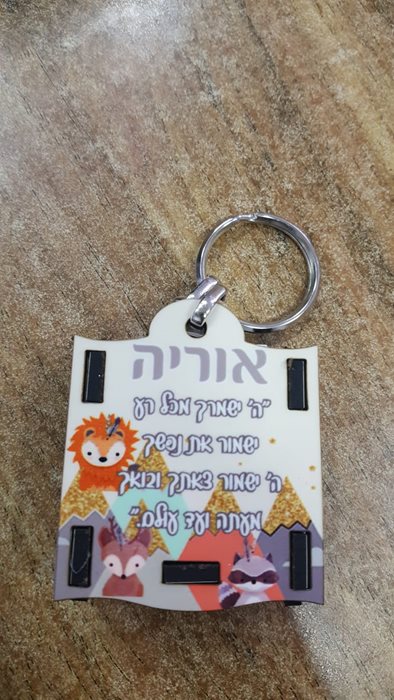 אוריה
"ה' ישמרך מכל רע
ישמור את נפשך
ה' ישמור צאתך ובואך
מעתה ועד עולם."